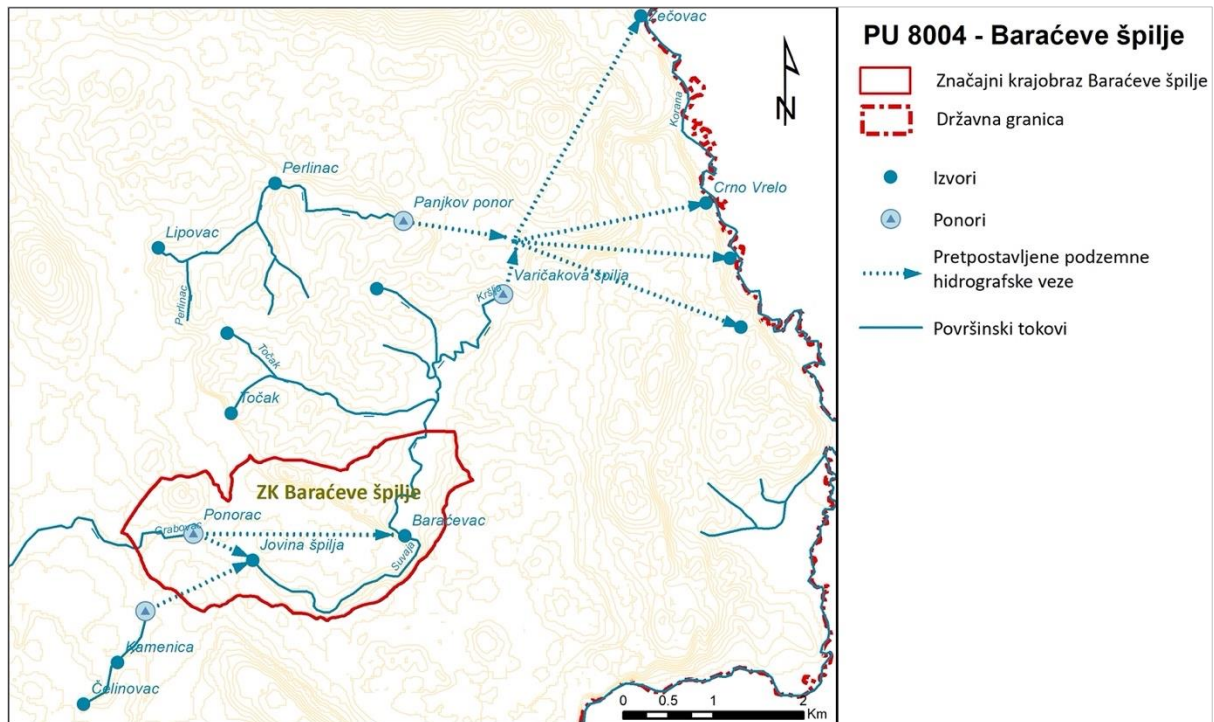 Zečovac
Korana
Perlinac
Panjkov ponor
Crno Vrelo
Lipovac
Perlinac
Varičakova špilja
Kršlja
Točak
Točak
ZK Baraćeve špilje
Grabovac
Ponorac
Baraćevac
Jovina špilja
Suvaja
Kamenica
Čelinovac
N
0 0.5 1 2
Km
PU 8004 - Baraćeve špilje
Značajni krajobraz Baraćeve špilje
Državna granica
Izvori
Ponori
Pretpostavljene podzemne
hidrografske veze
Površinski tokovi